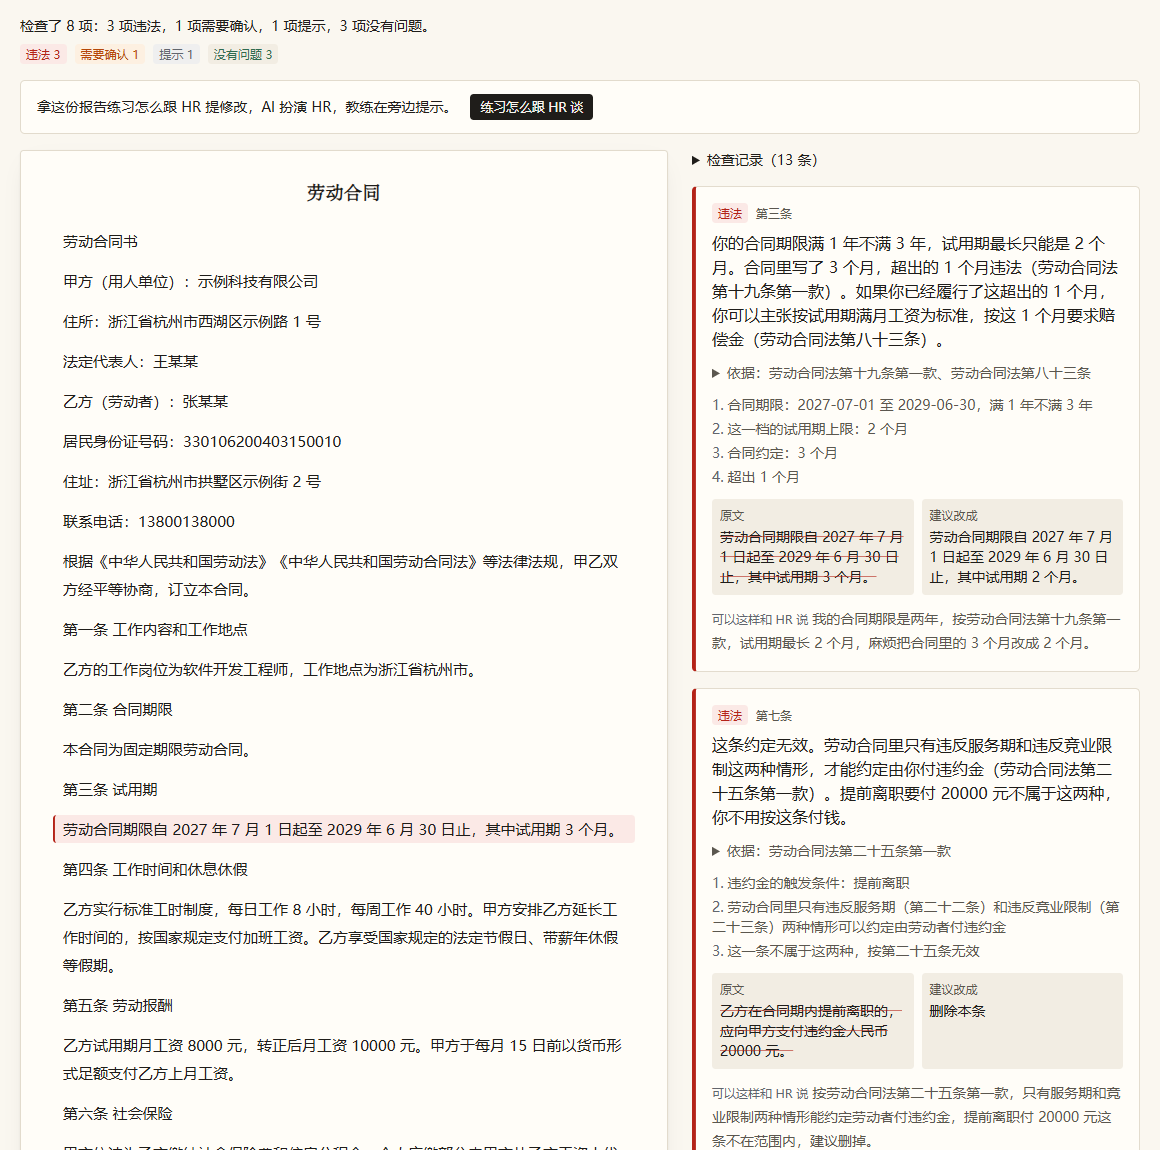 检查了 8 项：3 项违法，1 项需要确认，1 项提示，3 项没有问题。
违法 3 需要确认 1 提示 1 没有问题 3
拿这份报告练习怎么跟 HR 提修改，AI 扮演 HR，教练在旁边提示。 练习怎么跟 HR 谈
劳动合同
劳动合同书
甲方（用人单位）：示例科技有限公司
住所：浙江省杭州市西湖区示例路 1 号
法定代表人：王某某
乙方（劳动者）：张某某
居民身份证号码：330106200403150010
住址：浙江省杭州市拱墅区示例街 2 号
联系电话：13800138000
根据《中华人民共和国劳动法》《中华人民共和国劳动合同法》等法律法规，甲乙双
方经平等协商，订立本合同。
第一条 工作内容和工作地点
乙方的工作岗位为软件开发工程师，工作地点为浙江省杭州市。
第二条 合同期限
本合同为固定期限劳动合同。
第三条 试用期
劳动合同期限自 2027 年 7 月 1 日起至 2029 年 6 月 30 日止，其中试用期 3 个月。
第四条 工作时间和休息休假
乙方实行标准工时制度，每日工作 8 小时，每周工作 40 小时。甲方安排乙方延长工
作时间的，按国家规定支付加班工资。乙方享受国家规定的法定节假日、带薪年休假
等假期。
第五条 劳动报酬
乙方试用期月工资 8000 元，转正后月工资 10000 元。甲方于每月 15 日前以货币形
式足额支付乙方上月工资。
第六条 社会保险
▶ 检查记录（13 条）
违法 第三条
你的合同期限满 1 年不满 3 年，试用期最长只能是 2 个
月。合同里写了 3 个月，超出的 1 个月违法（劳动合同法
第十九条第一款）。如果你已经履行了这超出的 1 个月，
你可以主张按试用期满月工资为标准，按这 1 个月要求赔
偿金（劳动合同法第八十三条）。
▶ 依据：劳动合同法第十九条第一款、劳动合同法第八十三条
1. 合同期限：2027-07-01 至 2029-06-30，满 1 年不满 3 年
2. 这一档的试用期上限：2 个月
3. 合同约定：3 个月
4. 超出 1 个月
原文
劳动合同期限自 2027 年 7 月
1 日起至 2029 年 6 月 30 日
止，其中试用期 3 个月。
建议改成
劳动合同期限自 2027 年 7 月
1 日起至 2029 年 6 月 30 日
止，其中试用期 2 个月。
可以这样和 HR 说 我的合同期限是两年，按劳动合同法第十九条第一
款，试用期最长 2 个月，麻烦把合同里的 3 个月改成 2 个月。
违法 第七条
这条约定无效。劳动合同里只有违反服务期和违反竞业限
制这两种情形，才能约定由你付违约金（劳动合同法第二
十五条第一款）。提前离职要付 20000 元不属于这两种，
你不用按这条付钱。
▶ 依据：劳动合同法第二十五条第一款
1. 违约金的触发条件：提前离职
2. 劳动合同里只有违反服务期（第二十二条）和违反竞业限制（第
二十三条）两种情形可以约定由劳动者付违约金
3. 这一条不属于这两种，按第二十五条无效
原文
乙方在合同期内提前离职的，
应向甲方支付违约金人民币
20000 元。
建议改成
删除本条
可以这样和 HR 说 按劳动合同法第二十五条第一款，只有服务期和竞
业限制两种情形能约定劳动者付违约金，提前离职付 20000 元这
条不在范围内，建议删掉。